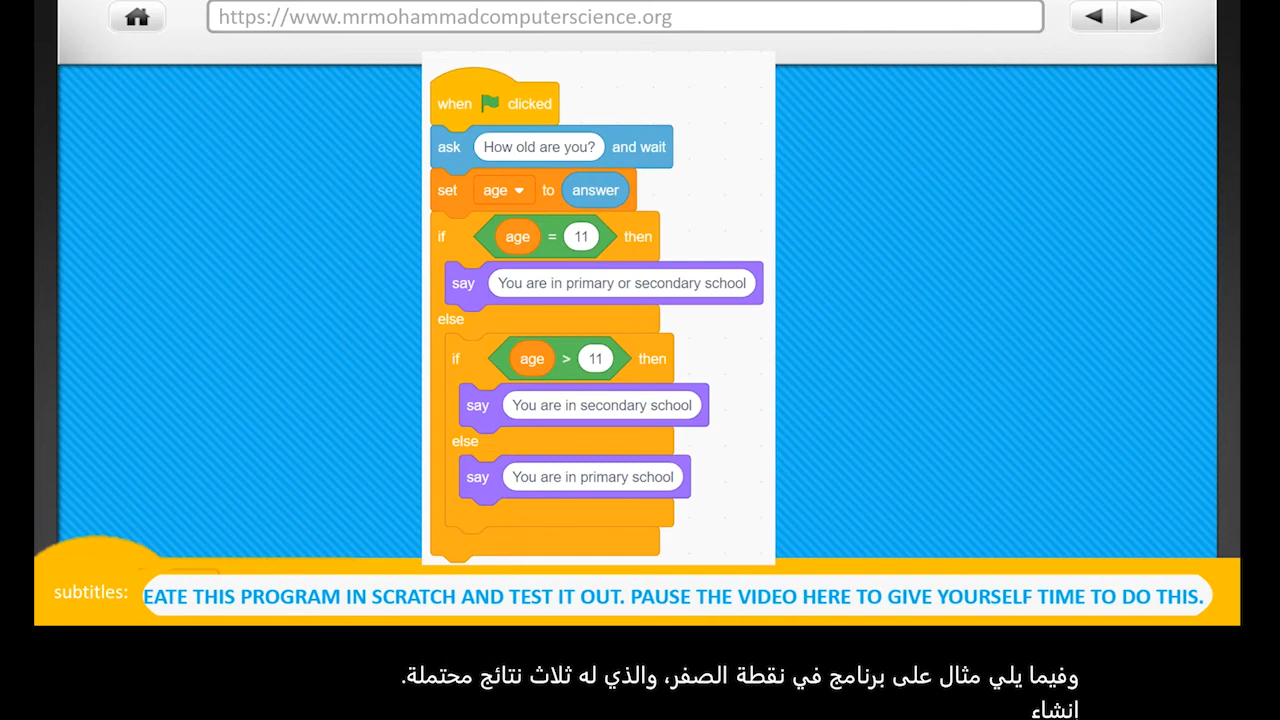 https://www.mrmohammadcomputerscience.org
when clicked
ask How old are you? and wait
set age to answer
if age = 11 then
say You are in primary or secondary school
else
if age > 11 then
say You are in secondary school
else
say You are in primary school
subtitles: EATE THIS PROGRAM IN SCRATCH AND TEST IT OUT. PAUSE THE VIDEO HERE TO GIVE YOURSELF TIME TO DO THIS.
وفيما يلي مثال على برنامج في نقطة الصفر، والذي له ثلاث نتائج محتملة.
إنشاء